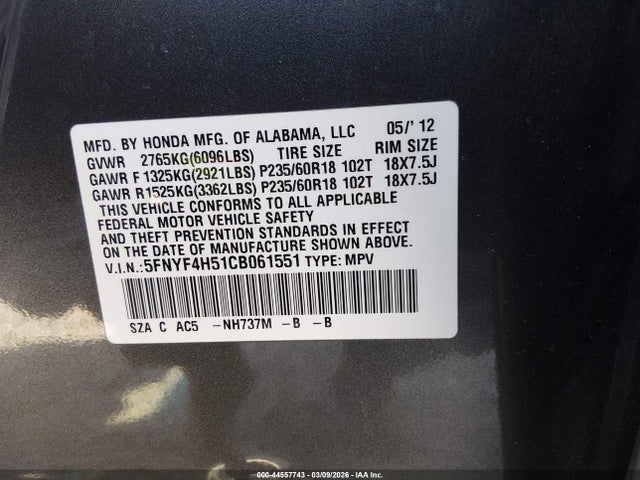 MFD. BY HONDA MFG. OF ALABAMA, LLC 05/' 12
GVWR 2765KG(6096LBS) TIRE SIZE RIM SIZE
GAWR F 1325KG(2921LBS) P235/60R18 102T 18X7.5J
GAWR R1525KG(3362LBS) P235/60R18 102T 18X7.5J
THIS VEHICLE CONFORMS TO ALL APPLICABLE
FEDERAL MOTOR VEHICLE SAFETY
AND THEFT PREVENTION STANDARDS IN EFFECT
ON THE DATE OF MANUFACTURE SHOWN ABOVE.
V.I.N.:5FNYF4H51CB061551 TYPE: MPV
SZA C AC5 -NH737M -B -B
000-44557743 - 03/09/2026 - IAA Inc.